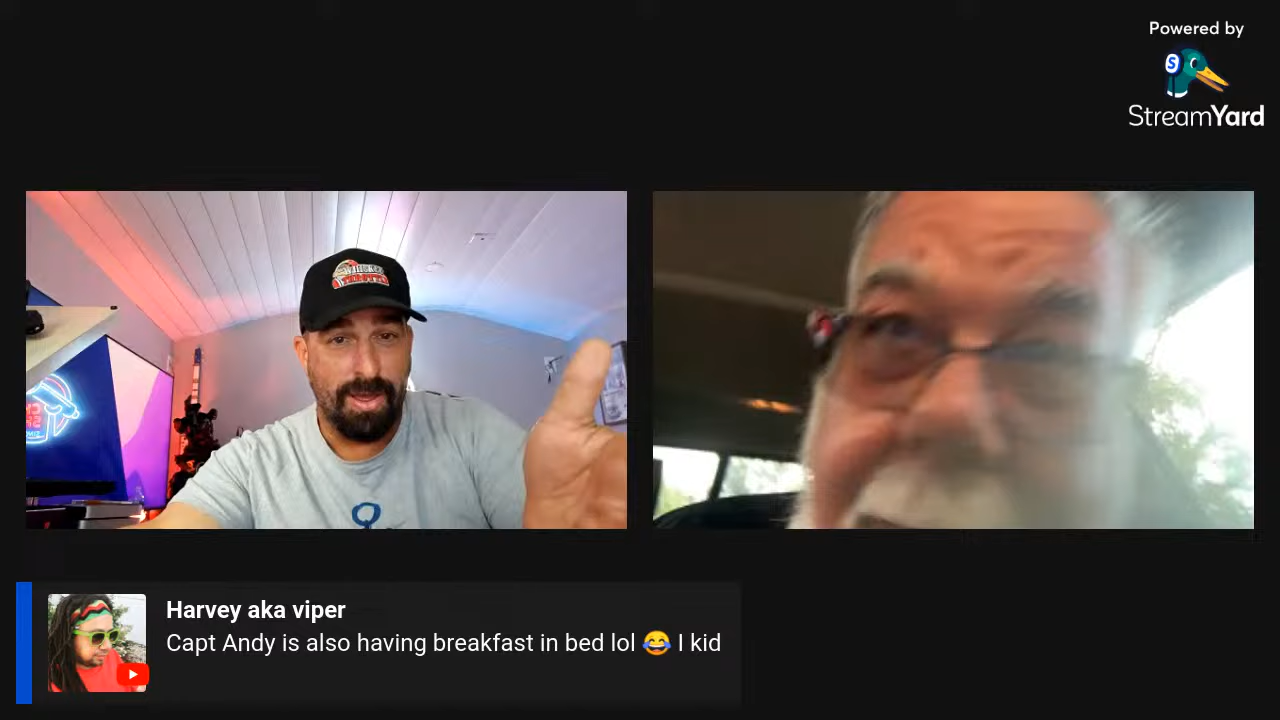 Powered by
S
StreamYard
Harvey aka viper
Capt Andy is also having breakfast in bed lol 😂 I kid